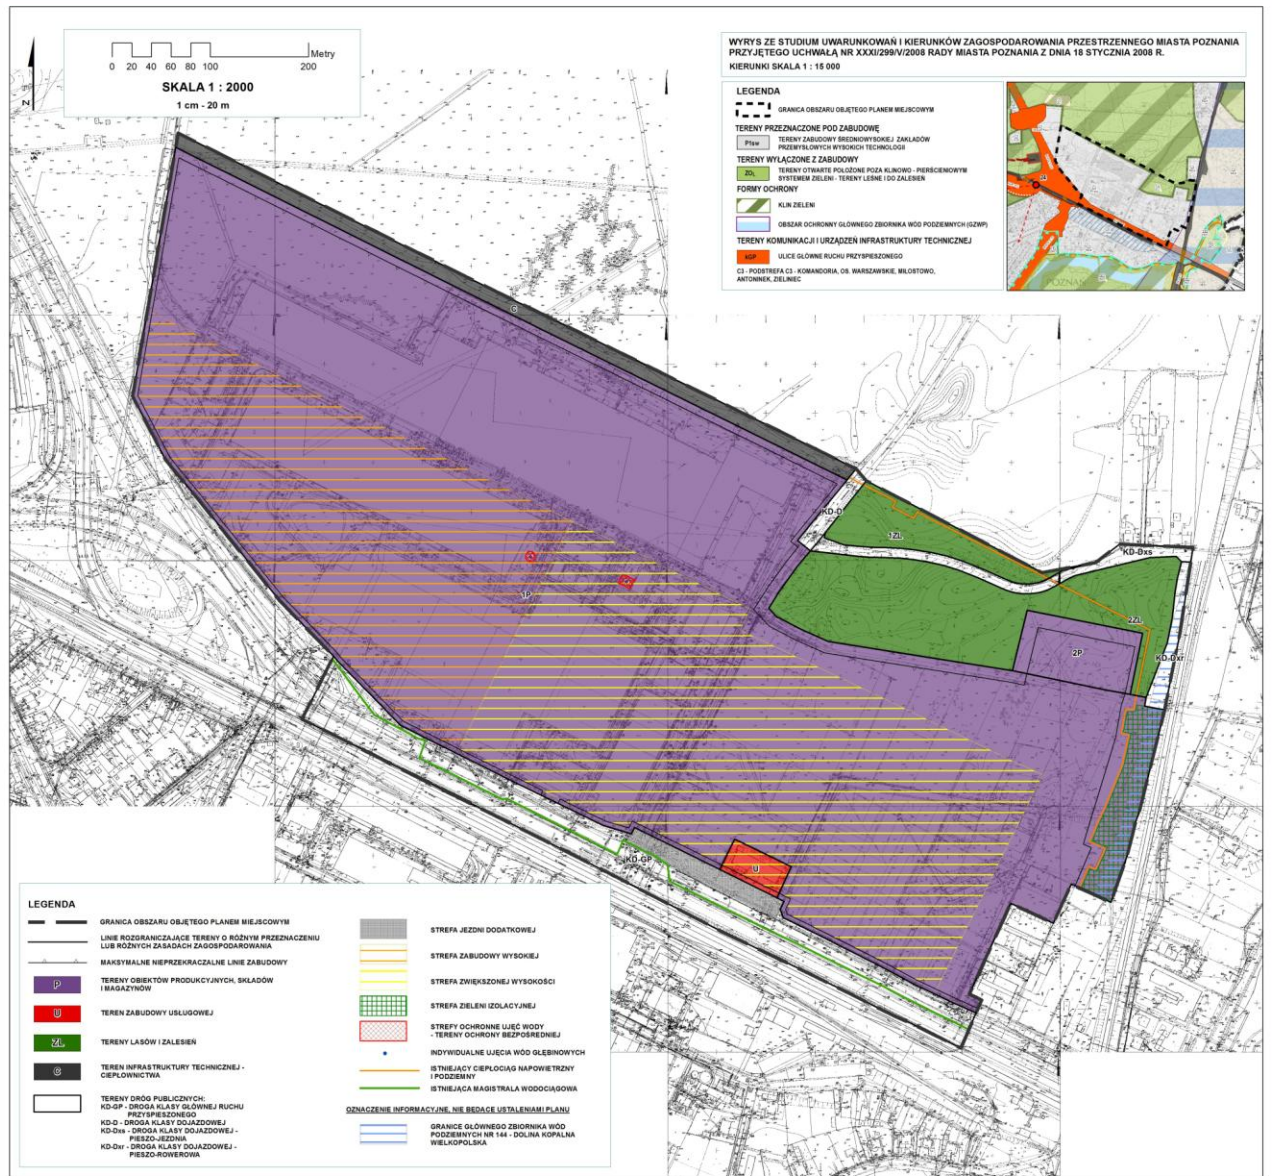 Metry
0 20 40 60 80 100 200
SKALA 1 : 2000
1 cm - 20 m
N
WYRYS ZE STUDIUM UWARUNKOWAŃ I KIERUNKÓW ZAGOSPODAROWANIA PRZESTRZENNEGO MIASTA POZNANIA
PRZYJĘTEGO UCHWAŁĄ NR XXXI/299/V/2008 RADY MIASTA POZNANIA Z DNIA 18 STYCZNIA 2008 R.
KIERUNKI SKALA 1 : 15 000
LEGENDA
GRANICA OBSZARU OBJĘTEGO PLANEM MIEJSCOWYM
TERENY PRZEZNACZONE POD ZABUDOWĘ
P1sw
TERENY ZABUDOWY ŚREDNIOWYSOKIEJ ZAKŁADÓW
PRZEMYSŁOWYCH WYSOKICH TECHNOLOGII
TERENY WYŁĄCZONE Z ZABUDOWY
TERENY OTWARTE POŁOŻONE POZA KLINOWO - PIERŚCIENIOWYM
SYSTEMEM ZIELENI - TERENY LEŚNE I DO ZALESIEŃ
FORMY OCHRONY
KLIN ZIELENI
OBSZAR OCHRONNY GŁÓWNEGO ZBIORNIKA WÓD PODZIEMNYCH (GZWP)
TERENY KOMUNIKACJI I URZĄDZEŃ INFRASTRUKTURY TECHNICZNEJ
kGP
ULICE GŁÓWNE RUCHU PRZYSPIESZONEGO
C3 - PODSTREFA C3 - KOMANDORIA, OS. WARSZAWSKIE, MIŁOSTOWO,
ANTONINEK, ZIELINIEC
POZNAŃ
C
KD-D
1ZL
KD-Dxs
1P
2ZL
2P
KD-Dxr
KD-GP
U
LEGENDA
GRANICA OBSZARU OBJĘTEGO PLANEM MIEJSCOWYM
LINIE ROZGRANICZAJĄCE TERENY O RÓŻNYM PRZEZNACZENIU
LUB RÓŻNYCH ZASADACH ZAGOSPODAROWANIA
MAKSYMALNE NIEPRZEKRACZALNE LINIE ZABUDOWY
P
TERENY OBIEKTÓW PRODUKCYJNYCH, SKŁADÓW
I MAGAZYNÓW
U
TEREN ZABUDOWY USŁUGOWEJ
ZL
TERENY LASÓW I ZALESIEŃ
C
TEREN INFRASTRUKTURY TECHNICZNEJ -
CIEPŁOWNICTWA
TERENY DRÓG PUBLICZNYCH:
KD-GP - DROGA KLASY GŁÓWNEJ RUCHU
PRZYSPIESZONEGO
KD-D - DROGA KLASY DOJAZDOWEJ
KD-Dxs - DROGA KLASY DOJAZDOWEJ -
PIESZO-JEZDNIA
KD-Dxr - DROGA KLASY DOJAZDOWEJ -
PIESZO-ROWEROWA
STREFA JEZDNI DODATKOWEJ
STREFA ZABUDOWY WYSOKIEJ
STREFA ZWIĘKSZONEJ WYSOKOŚCI
STREFA ZIELENI IZOLACYJNEJ
STREFY OCHRONNE UJĘĆ WODY
- TERENY OCHRONY BEZPOŚREDNIEJ
INDYWIDUALNE UJĘCIA WÓD GŁĘBINOWYCH
ISTNIEJĄCY CIEPŁOCIĄG NAPOWIETRZNY
I PODZIEMNY
ISTNIEJĄCA MAGISTRALA WODOCIĄGOWA
OZNACZENIE INFORMACYJNE, NIE BĘDĄCE USTALENIAMI PLANU
GRANICE GŁÓWNEGO ZBIORNIKA WÓD
PODZIEMNYCH NR 144 - DOLINA KOPALNA
WIELKOPOLSKA